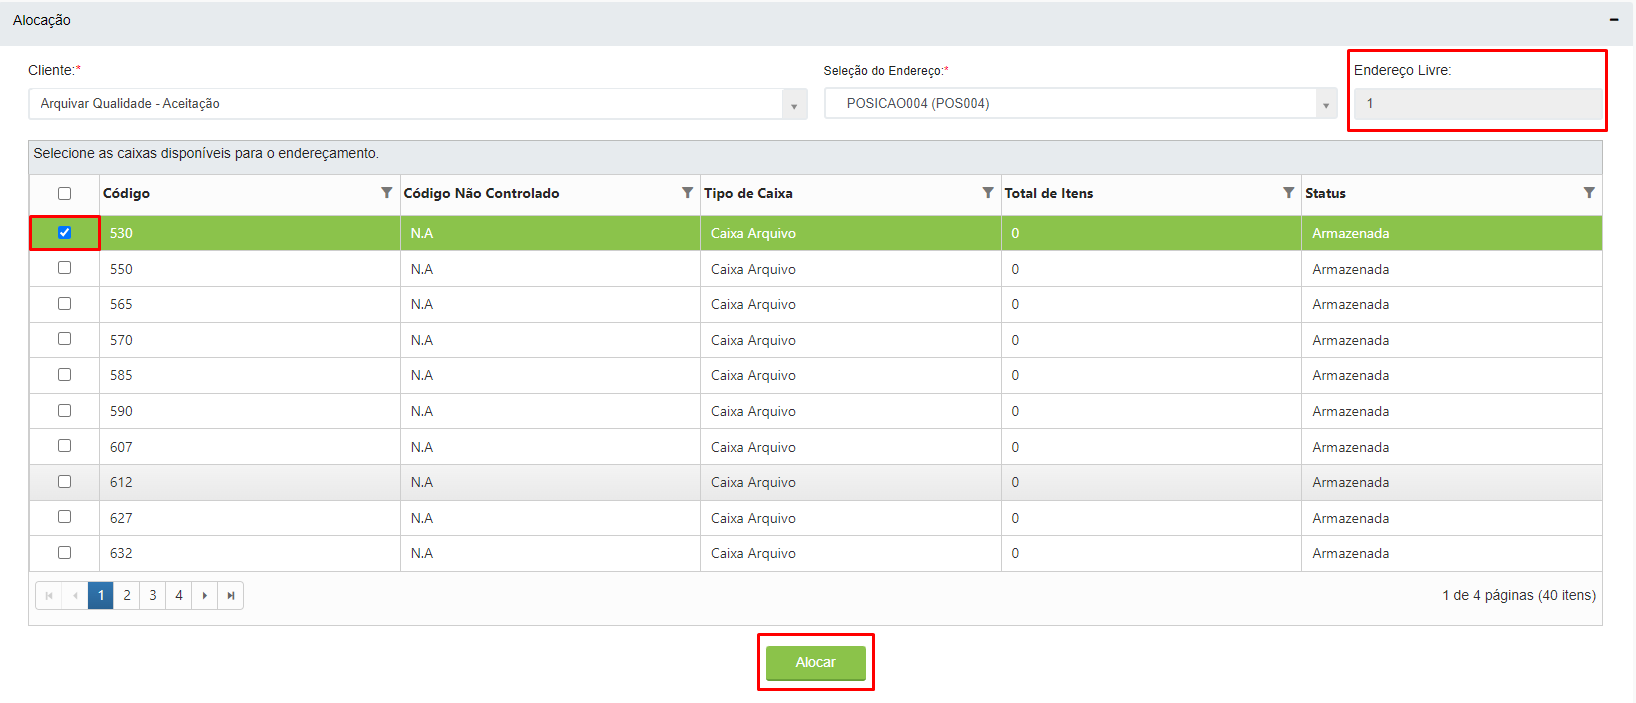 Alocação
Cliente:* Seleção do Endereço:* Endereço Livre:
Arquivar Qualidade - Aceitação POSICAO004 (POS004) 1
Selecione as caixas disponíveis para o endereçamento.
Código Código Não Controlado Tipo de Caixa Total de Itens Status
530 N.A Caixa Arquivo 0 Armazenada
550 N.A Caixa Arquivo 0 Armazenada
565 N.A Caixa Arquivo 0 Armazenada
570 N.A Caixa Arquivo 0 Armazenada
585 N.A Caixa Arquivo 0 Armazenada
590 N.A Caixa Arquivo 0 Armazenada
607 N.A Caixa Arquivo 0 Armazenada
612 N.A Caixa Arquivo 0 Armazenada
627 N.A Caixa Arquivo 0 Armazenada
632 N.A Caixa Arquivo 0 Armazenada
1 2 3 4 1 de 4 páginas (40 itens)
Alocar